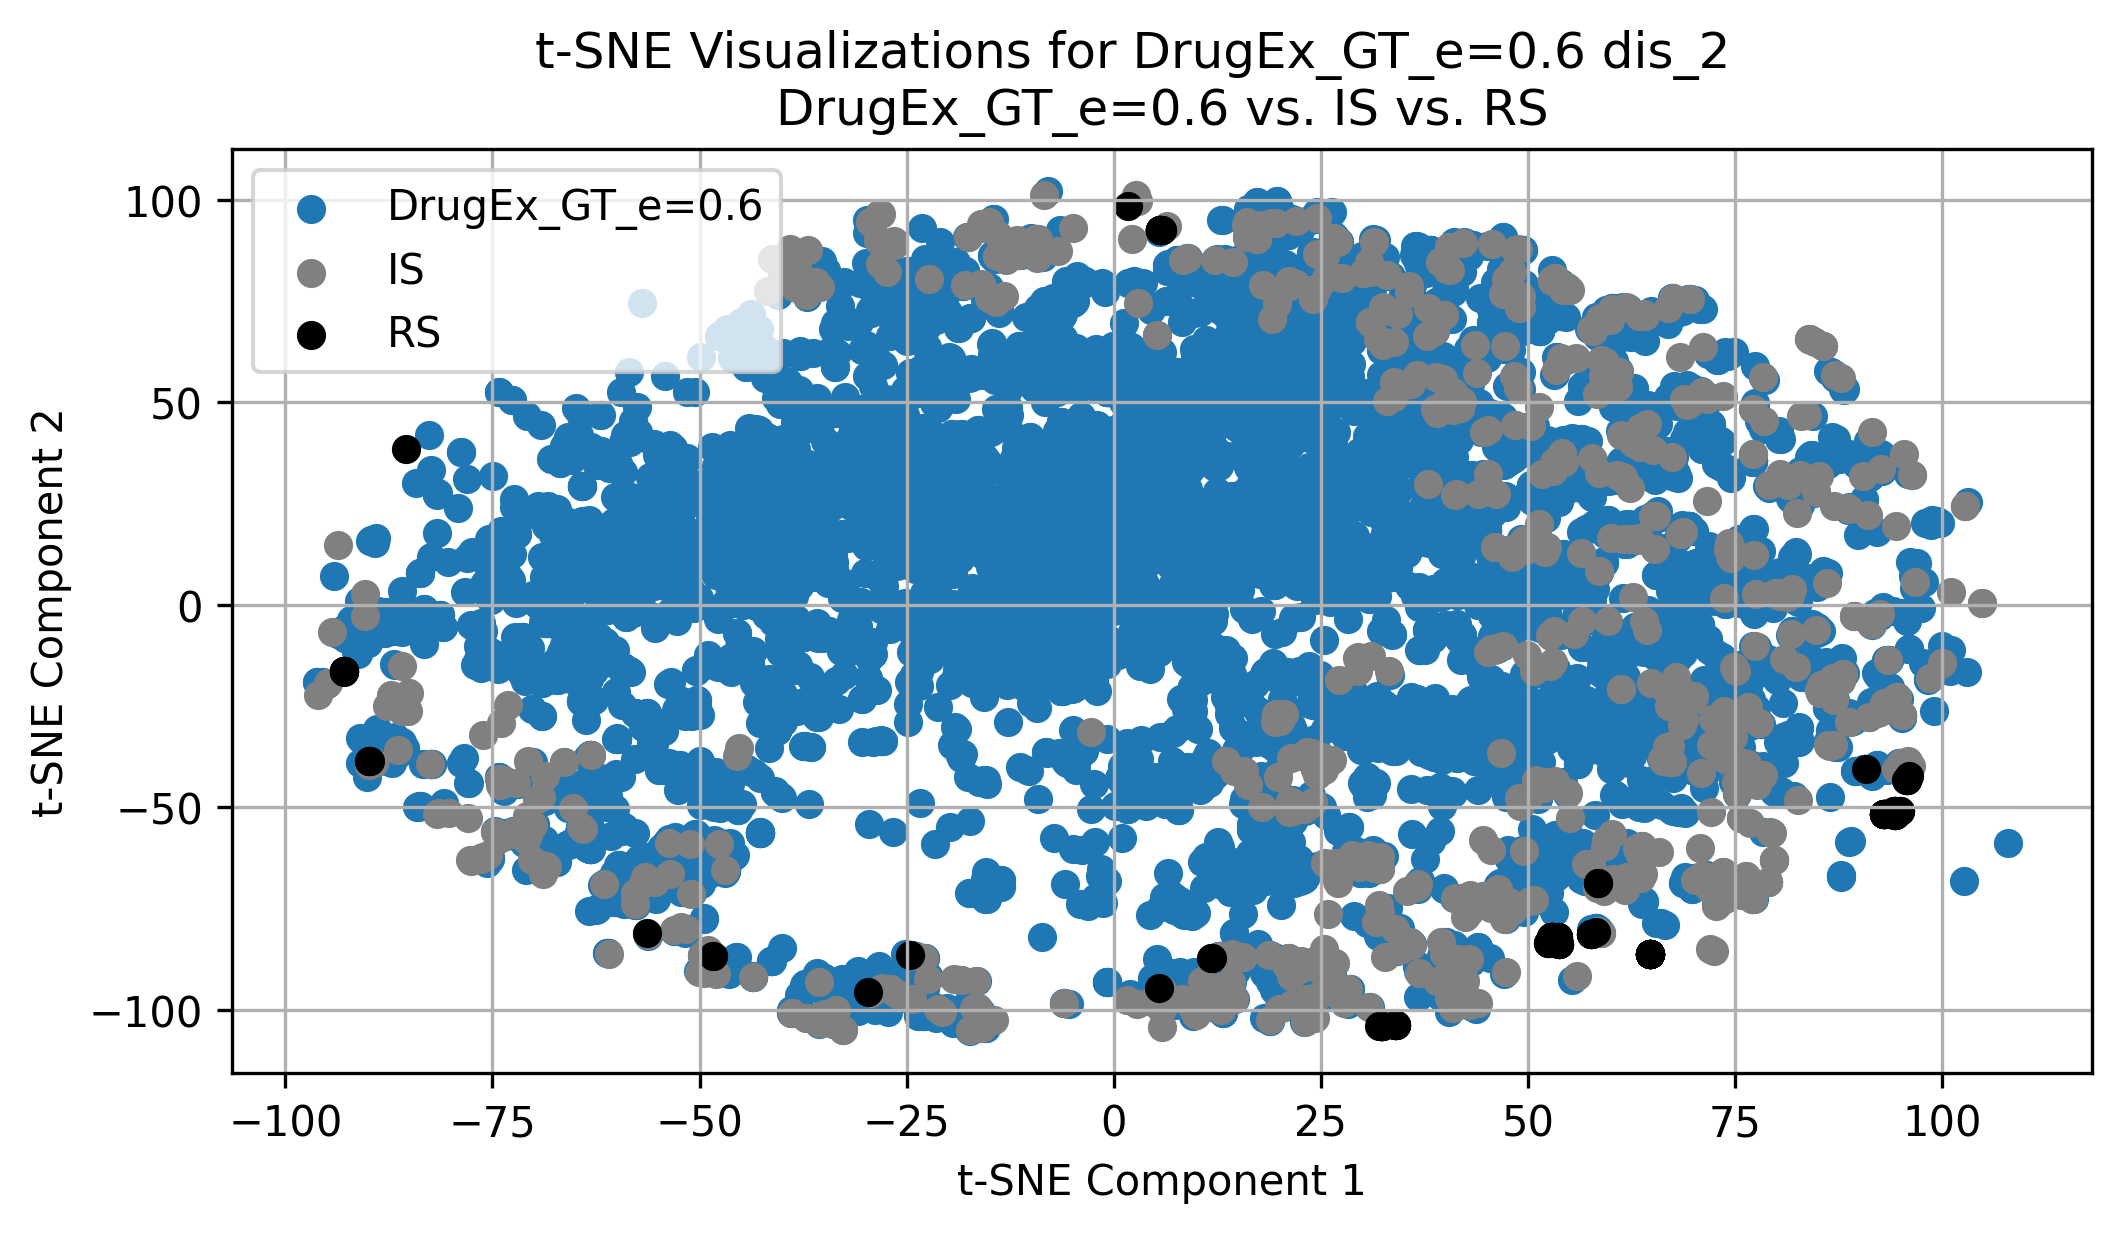 t-SNE Visualizations for DrugEx_GT_e=0.6 dis_2
DrugEx_GT_e=0.6 vs. IS vs. RS
DrugEx_GT_e=0.6
IS
RS
100
50
0
−50
−100
t-SNE Component 2
−100
−75
−50
−25
0
25
50
75
100
t-SNE Component 1